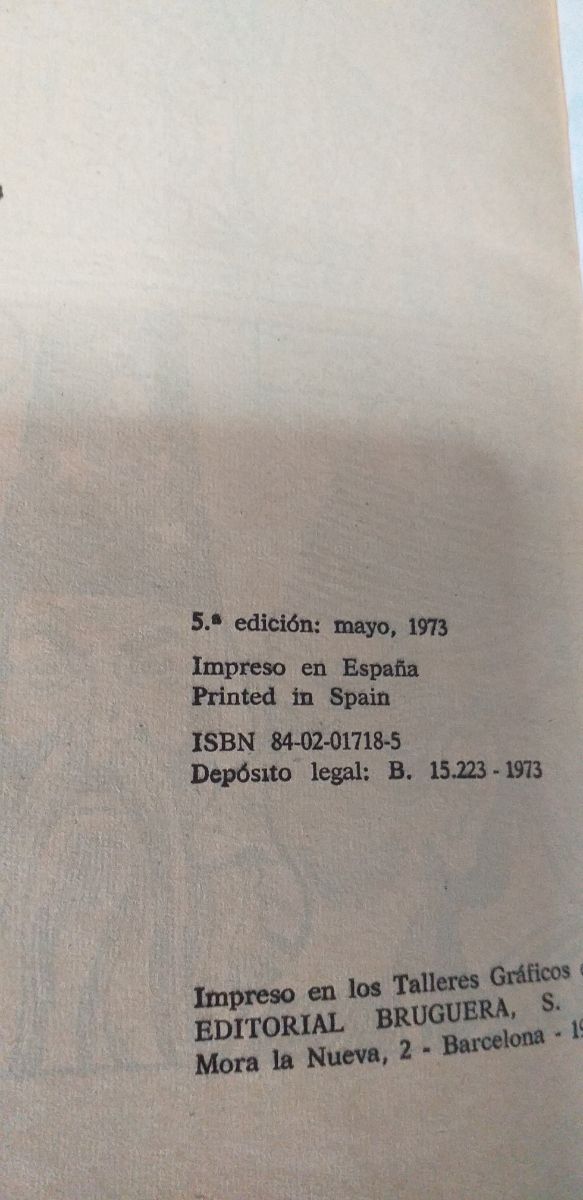 5.ª edición: mayo, 1973
Impreso en España
Printed in Spain
ISBN 84-02-01718-5
Depósito legal: B. 15.223 - 1973
Impreso en los Talleres Gráficos
EDITORIAL BRUGUERA, S.
Mora la Nueva, 2 - Barcelona -